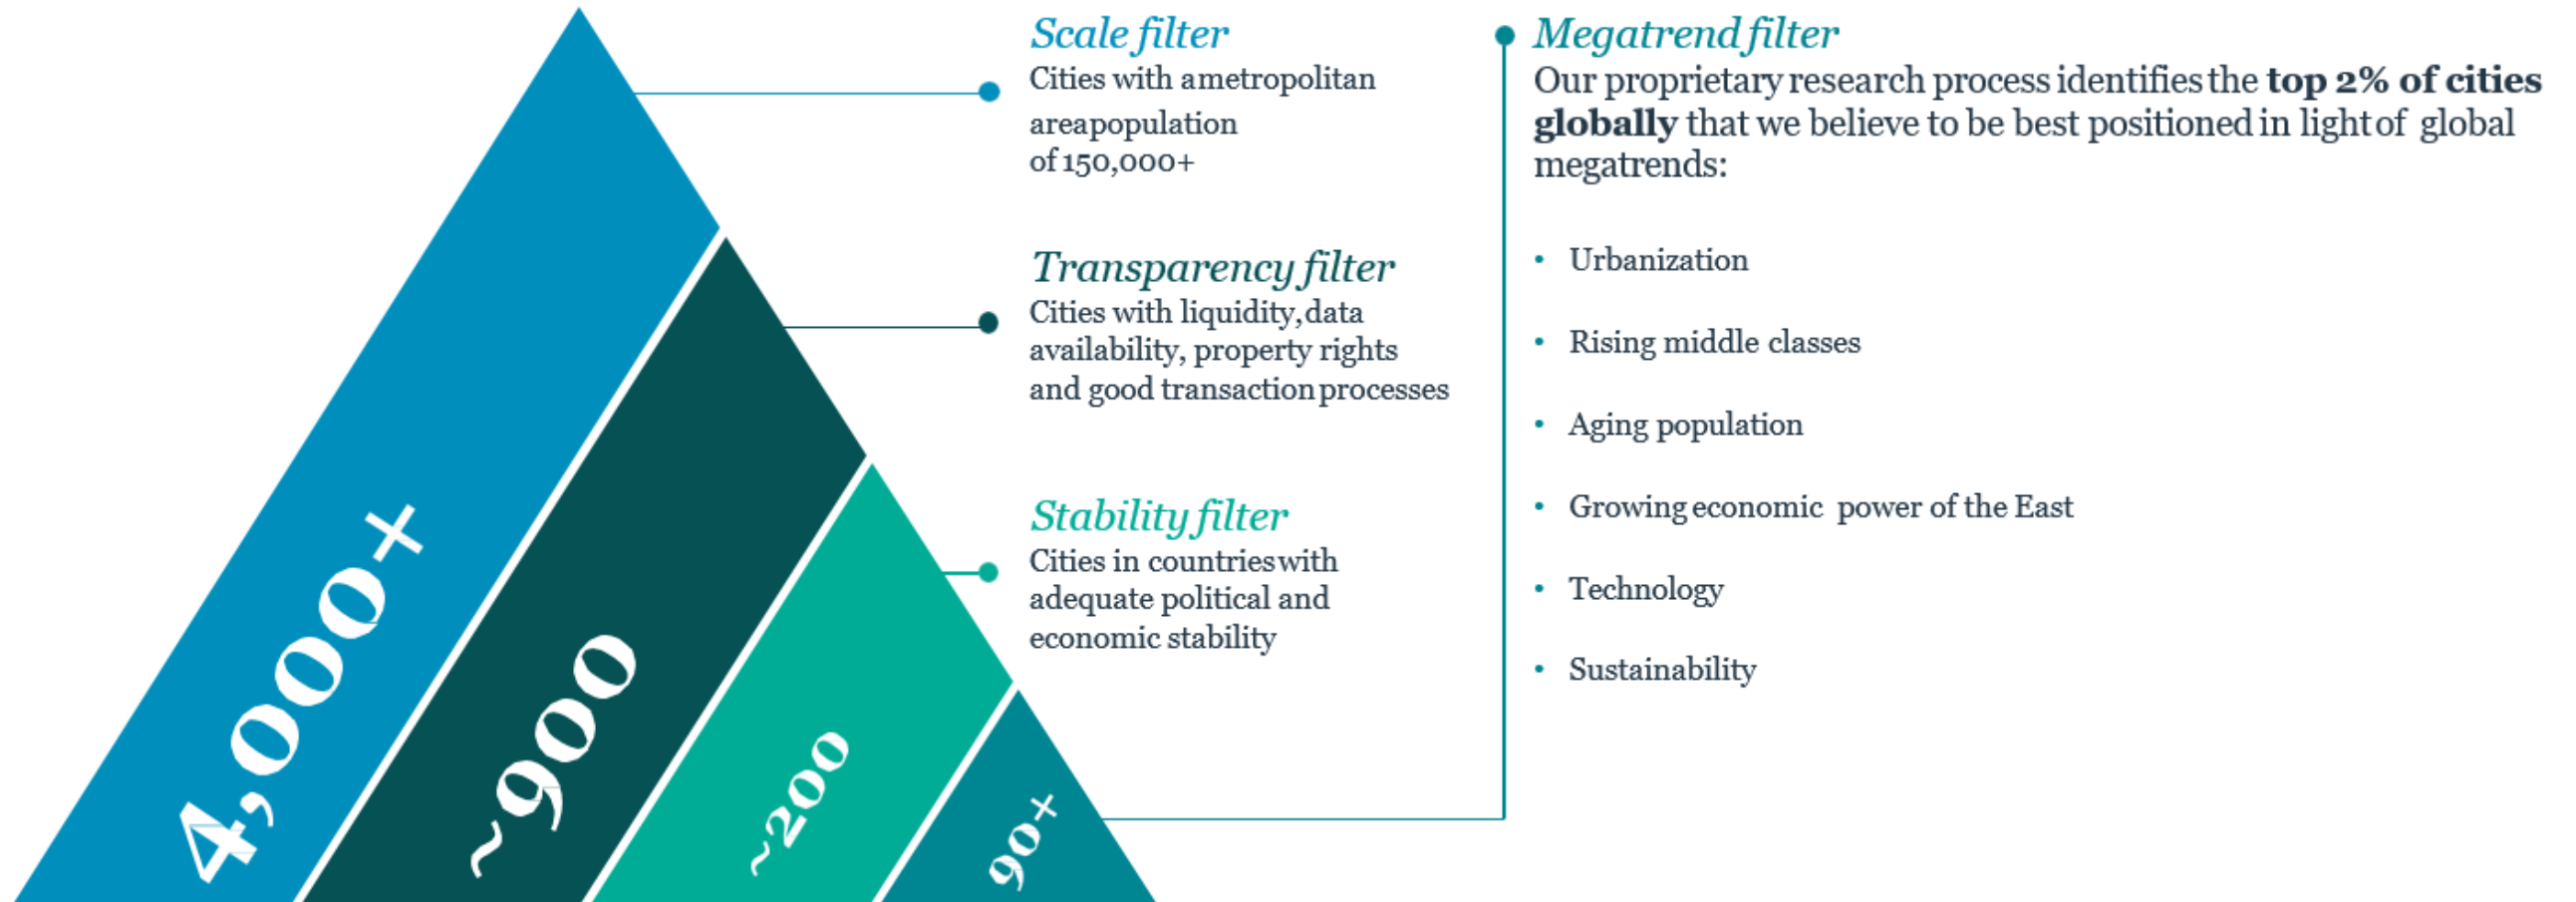 4,000+
~900
~200
90+
Scale filter
Cities with a metropolitan
area population
of 150,000+
Transparency filter
Cities with liquidity, data
availability, property rights
and good transaction processes
Stability filter
Cities in countries with
adequate political and
economic stability
Megatrend filter
Our proprietary research process identifies the top 2% of cities
globally that we believe to be best positioned in light of global
megatrends:
• Urbanization
• Rising middle classes
• Aging population
• Growing economic power of the East
• Technology
• Sustainability